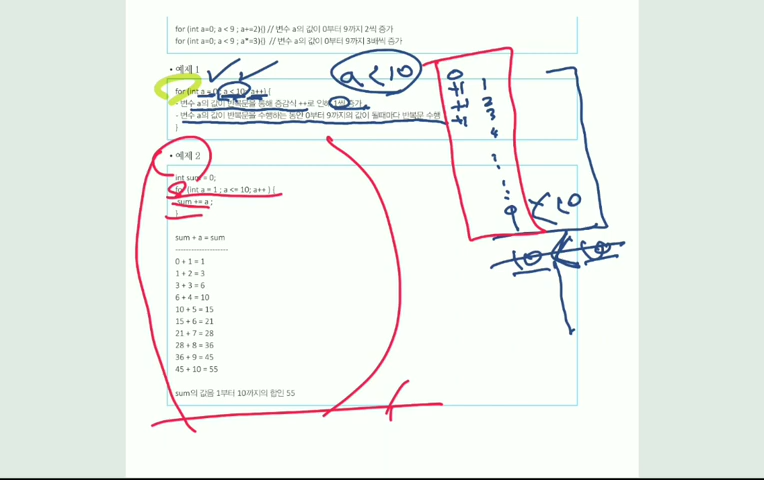 for (int a=0; a < 9 ; a+=2){} // 변수 a의 값이 0부터 9까지 2씩 증가
for (int a=0; a < 9 ; a*=3){} // 변수 a의 값이 0부터 9까지 3배씩 증가
• 예제 1
a < 10
for (int a = 0; a < 10; a++) {
- 변수 a의 값이 반복문을 통해 증감식 ++로 인해 1씩 증가
- 변수 a의 값이 반복문을 수행하는 동안 0부터 9까지의 값이 될때마다 반복문 수행
}
0
1
2
3
4
9
< 10
10 < 10
• 예제 2
int sum = 0;
for (int a = 1 ; a <= 10; a++ ) {
sum += a ;
}
sum + a = sum
--------------------
0 + 1 = 1
1 + 2 = 3
3 + 3 = 6
6 + 4 = 10
10 + 5 = 15
15 + 6 = 21
21 + 7 = 28
28 + 8 = 36
36 + 9 = 45
45 + 10 = 55
sum의 값음 1부터 10까지의 합인 55